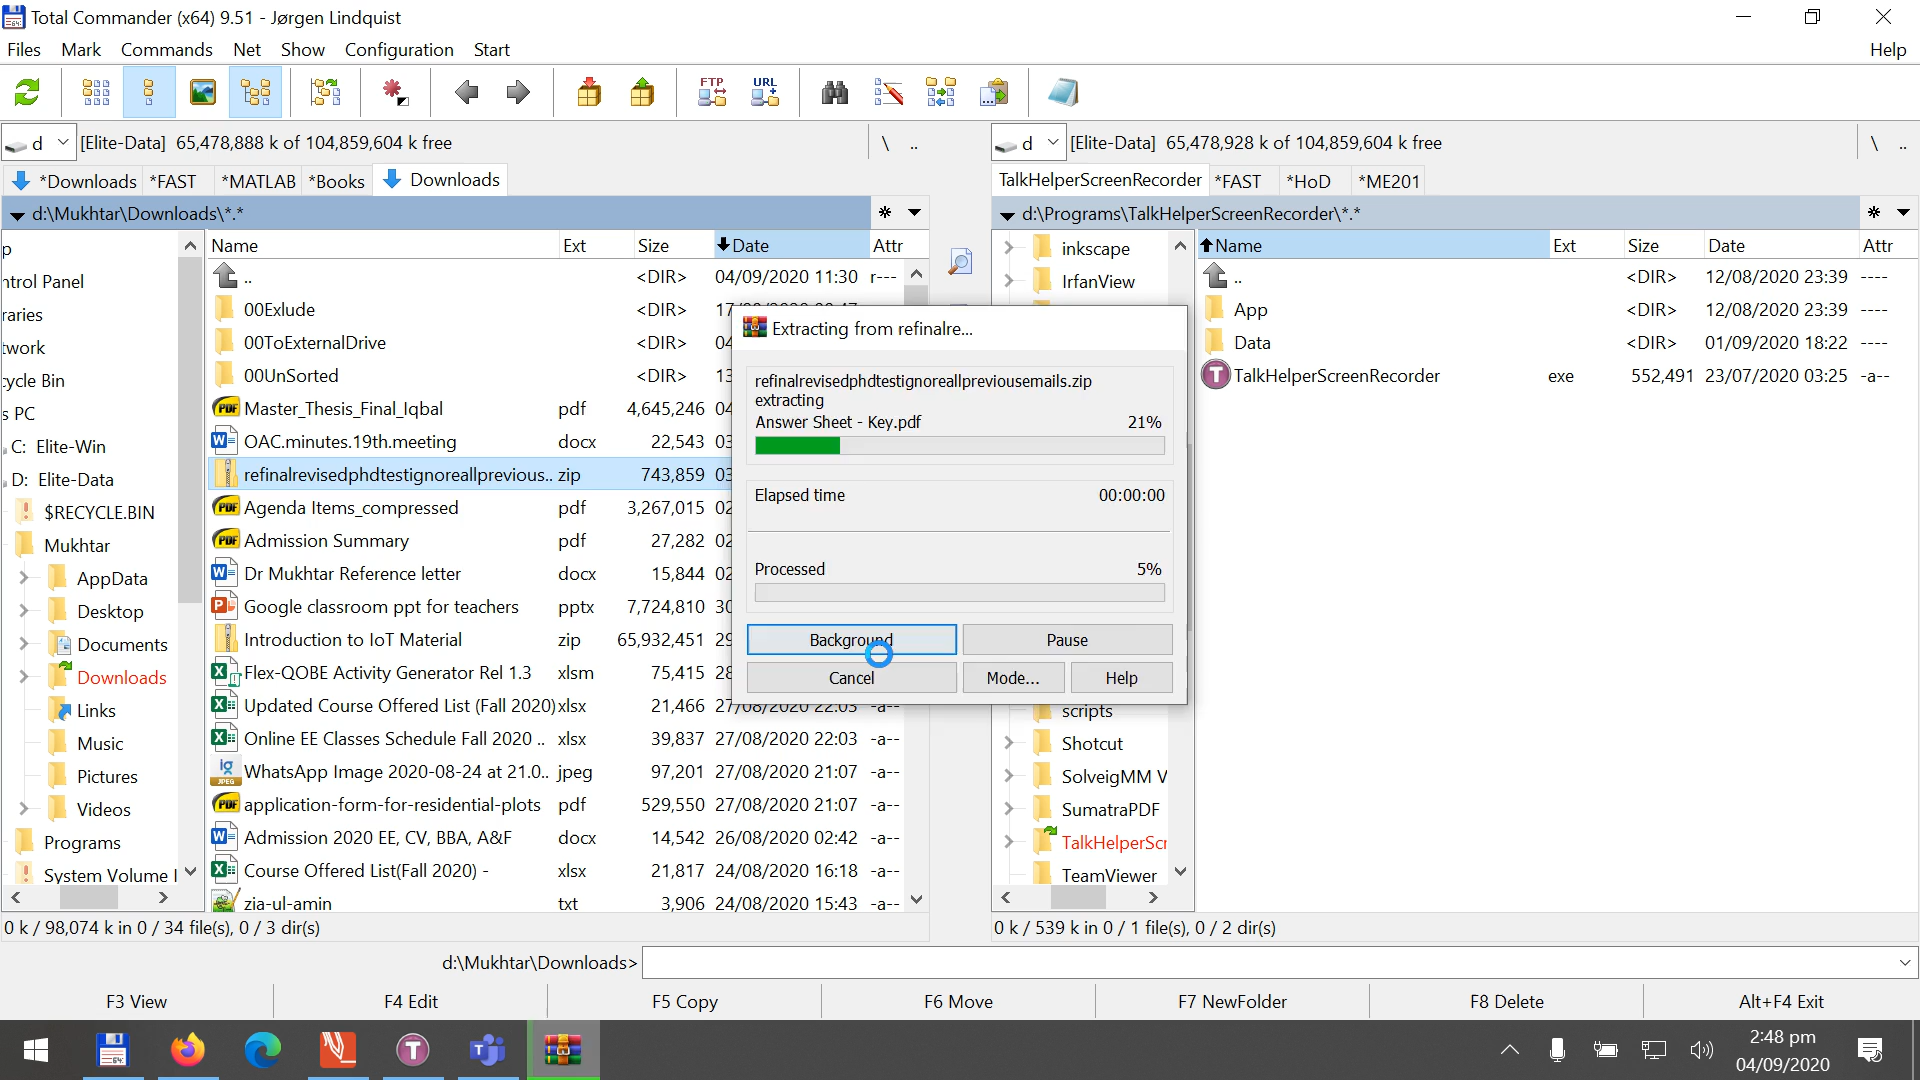 Total Commander (x64) 9.51 - Jørgen Lindquist
Files Mark Commands Net Show Configuration Start Help
FTP URL
d [Elite-Data] 65,478,888 k of 104,859,604 k free \ ..
d [Elite-Data] 65,478,928 k of 104,859,604 k free \ ..
*Downloads *FAST *MATLAB *Books Downloads
TalkHelperScreenRecorder *FAST *HoD *ME201
d:\Mukhtar\Downloads\*.* *
d:\Programs\TalkHelperScreenRecorder\*.* *
p
ntrol Panel
raries
twork
ycle Bin
s PC
C: Elite-Win
D: Elite-Data
$RECYCLE.BIN
Mukhtar
AppData
Desktop
Documents
Downloads
Links
Music
Pictures
Videos
Programs
System Volume I
Name Ext Size Date Attr
.. <DIR> 04/09/2020 11:30 r---
00Exlude <DIR>
00ToExternalDrive <DIR>
00UnSorted <DIR>
Master_Thesis_Final_Iqbal pdf 4,645,246
OAC.minutes.19th.meeting docx 22,543
refinalrevisedphdtestignoreallprevious.. zip 743,859
Agenda Items_compressed pdf 3,267,015
Admission Summary pdf 27,282
Dr Mukhtar Reference letter docx 15,844
Google classroom ppt for teachers pptx 7,724,810
Introduction to IoT Material zip 65,932,451
Flex-QOBE Activity Generator Rel 1.3 xlsm 75,415
Updated Course Offered List (Fall 2020) xlsx 21,466 27/08/2020 22:03 -a--
Online EE Classes Schedule Fall 2020 .. xlsx 39,837 27/08/2020 22:03 -a--
WhatsApp Image 2020-08-24 at 21.0.. jpeg 97,201 27/08/2020 21:07 -a--
application-form-for-residential-plots pdf 529,550 27/08/2020 21:07 -a--
Admission 2020 EE, CV, BBA, A&F docx 14,542 26/08/2020 02:42 -a--
Course Offered List(Fall 2020) - xlsx 21,817 24/08/2020 16:18 -a--
zia-ul-amin txt 3,906 24/08/2020 15:43 -a--
Extracting from refinalre...
refinalrevisedphdtestignoreallpreviousemails.zip
extracting
Answer Sheet - Key.pdf 21%
Elapsed time 00:00:00
Processed 5%
Background Pause
Cancel Mode... Help
inkscape
IrfanView
scripts
Shotcut
SolveigMM V
SumatraPDF
TalkHelperScr
TeamViewer
Name Ext Size Date Attr
.. <DIR> 12/08/2020 23:39 ----
App <DIR> 12/08/2020 23:39 ----
Data <DIR> 01/09/2020 18:22 ----
TalkHelperScreenRecorder exe 552,491 23/07/2020 03:25 -a--
0 k / 98,074 k in 0 / 34 file(s), 0 / 3 dir(s)
0 k / 539 k in 0 / 1 file(s), 0 / 2 dir(s)
d:\Mukhtar\Downloads>
F3 View F4 Edit F5 Copy F6 Move F7 NewFolder F8 Delete Alt+F4 Exit
2:48 pm
04/09/2020